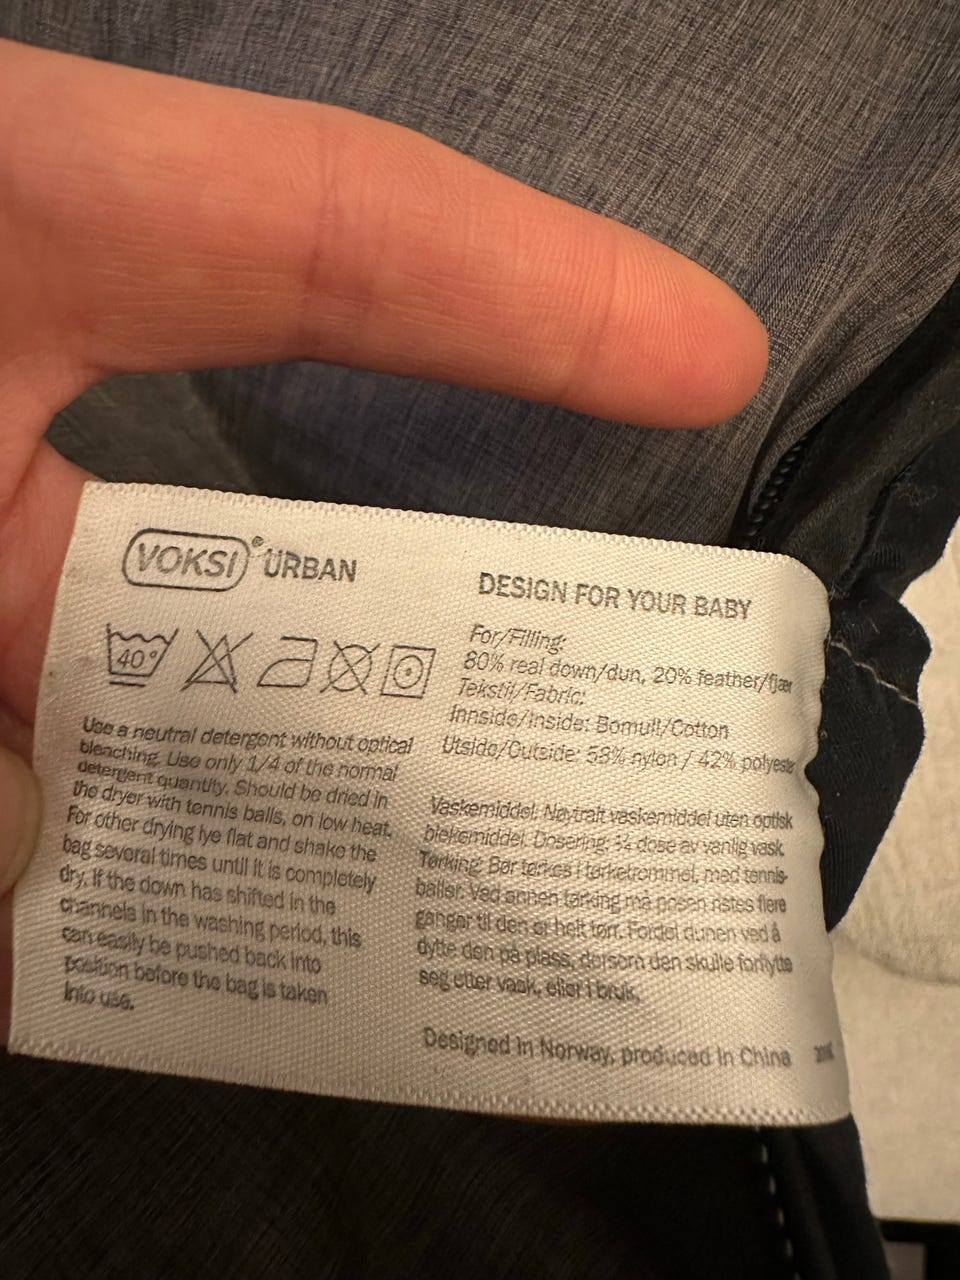 VOKSI® URBAN
40°
Use a neutral detergent without optical
bleaching. Use only 1/4 of the normal
detergent quantity. Should be dried in
the dryer with tennis balls, on low heat.
For other drying lye flat and shake the
bag several times until it is completely
dry. If the down has shifted in the
channels in the washing period, this
can easily be pushed back into
position before the bag is taken
into use.
DESIGN FOR YOUR BABY
For/Filling:
80% real down/dun, 20% feather/fjær
Tekstil/Fabric:
Innside/Inside: Bomull/Cotton
Utside/Outside: 58% nylon / 42% polyester
Vaskemiddel: Nøytralt vaskemiddel uten optisk
blekemiddel. Dosering: ¼ dose av vanlig vask.
Tørking: Bør tørkes i tørketrommel, med tennis-
baller. Ved annen tørking må posen ristes flere
ganger til den er helt tørr. Fordel dunen ved å
dytte den på plass, dersom den skulle forflytte
seg etter vask, eller i bruk.
Designed in Norway, produced in China